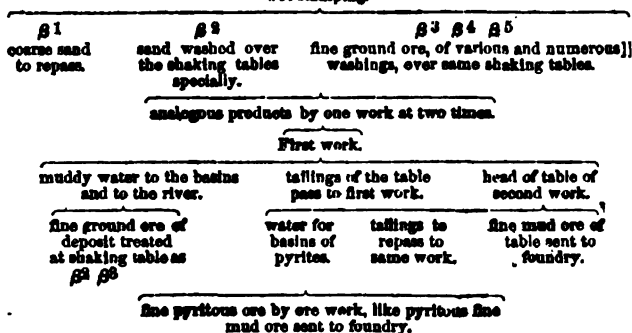 β1 β2 β3 β4 β5
coarse sand sand washed over fine ground ore, of various and numerous]]
to repass. the shaking tables washings, over same shaking tables.
specially.
analogous products by one work at two times.
First work.
muddy water to the basins tailings of the table head of table of
and to the river. pass to first work. second work.
fine ground ore of water for tailings to fine mud ore of
deposit treated basins of repass to table sent to
at shaking table as pyrites. same work. foundry.
β2 β3
fine pyritous ore by ore work, like pyritous fine
mud ore sent to foundry.